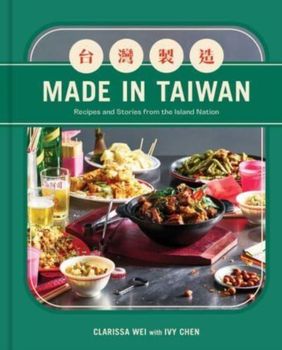 台灣製造
MADE IN TAIWAN
Recipes and Stories from the Island Nation
CLARISSA WEI with IVY CHEN